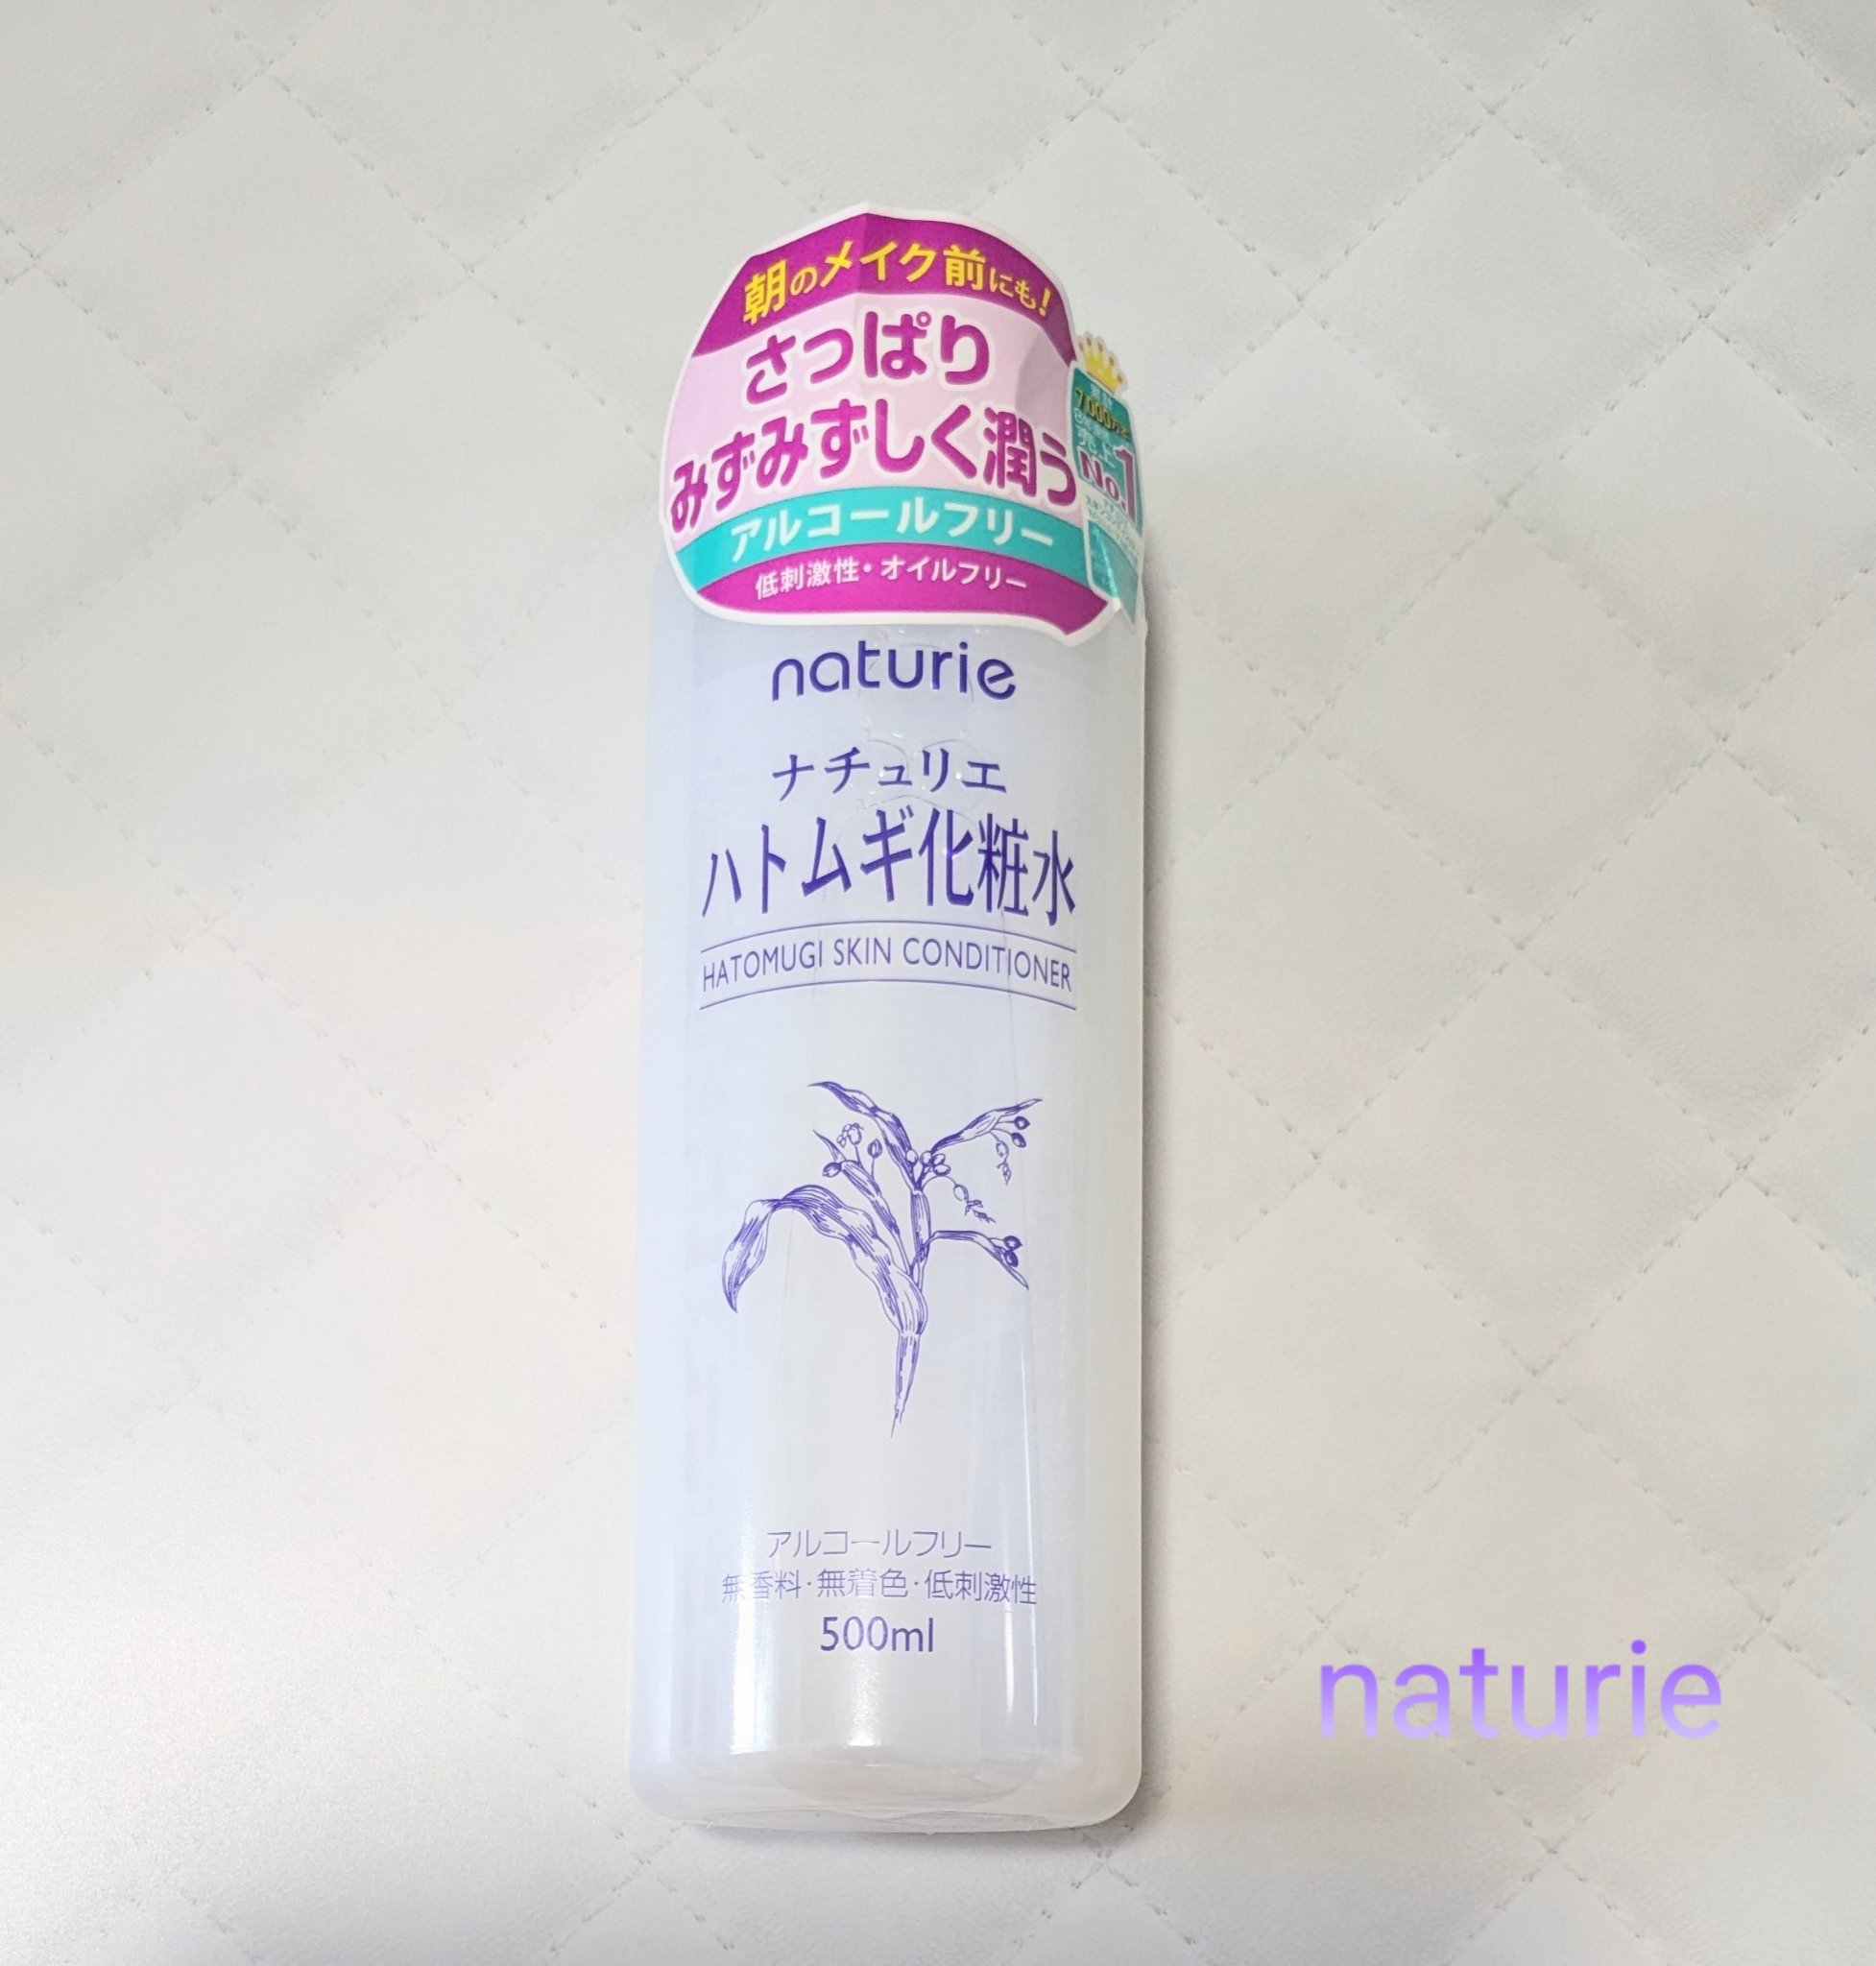 朝のメイク前にも!
さっぱり
みずみずしく潤う
アルコールフリー
低刺激性・オイルフリー
売上
No.1
naturie
ナチュリエ
ハトムギ化粧水
HATOMUGI SKIN CONDITIONER
アルコールフリー
無香料・無着色・低刺激性
500ml
naturie